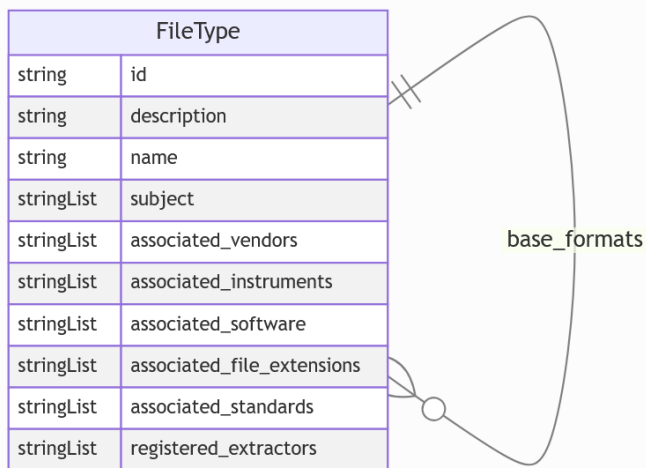 FileType
string id
string description
string name
stringList subject
stringList associated_vendors
stringList associated_instruments
stringList associated_software
stringList associated_file_extensions
stringList associated_standards
stringList registered_extractors
base_formats